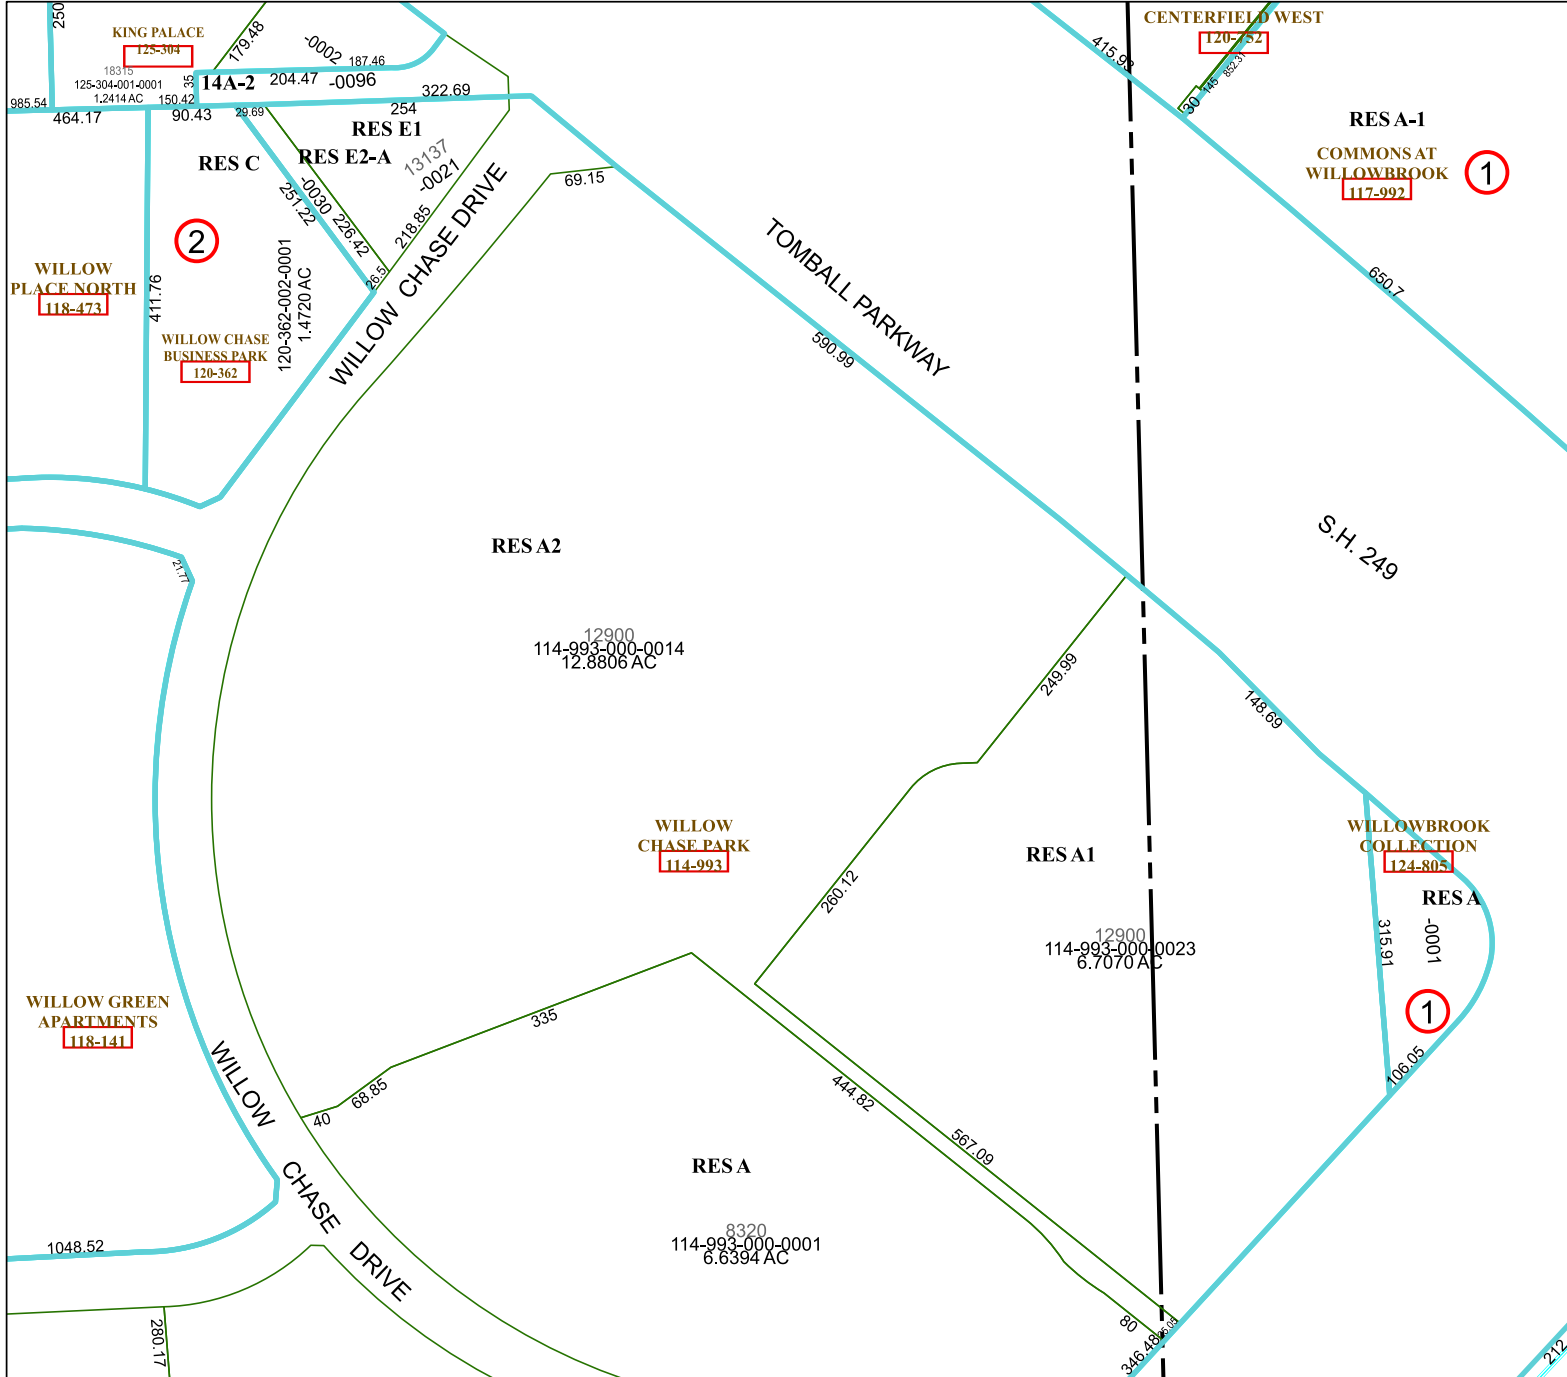 250
KING PALACE
125-304
18315
125-304-001-0001
1.2414 AC
179.48
-0002
187.46
35
14A-2
204.47
-0096
985.54
464.17
150.42
90.43
29.69
322.69
254
RES E1
RES C
RES E2-A
13137
-0021
-0030
251.22
226.42
218.85
26.5
69.15
WILLOW CHASE DRIVE
2
WILLOW
PLACE NORTH
118-473
411.76
120-362-002-0001
1.4720 AC
WILLOW CHASE
BUSINESS PARK
120-362
415.93
CENTERFIELD WEST
120-752
852.31
145
30
RES A-1
COMMONS AT
WILLOWBROOK
117-992
1
TOMBALL PARKWAY
590.99
650.7
S.H. 249
21.77
RES A2
12900
114-993-000-0014
12.8806 AC
249.99
148.69
WILLOW
CHASE PARK
114-993
260.12
RES A1
12900
114-993-000-0023
6.7070 AC
WILLOWBROOK
COLLECTION
124-805
RES A
-0001
315.91
1
106.05
WILLOW GREEN
APARTMENTS
118-141
335
68.85
40
444.82
567.09
WILLOW CHASE DRIVE
RES A
8320
114-993-000-0001
6.6394 AC
1048.52
280.17
80
346.48
212